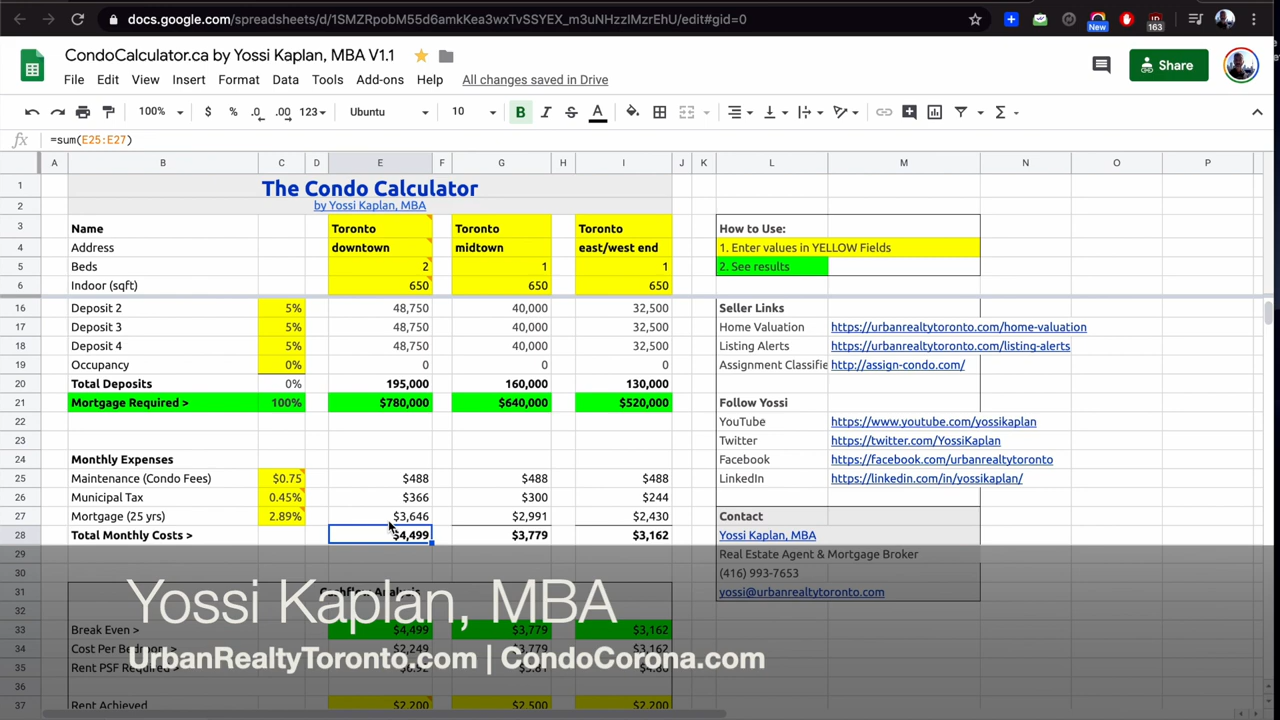 docs.google.com/spreadsheets/d/1SMZRpobM55d6amkKea3wxTvSSYEX_m3uNHzzlMzrEhU/edit#gid=0
New
163
CondoCalculator.ca by Yossi Kaplan, MBA V1.1
File Edit View Insert Format Data Tools Add-ons Help All changes saved in Drive
Share
100% $ % .0 .00 123 Ubuntu 10 B I S A
fx =sum(E25:E27)
A B C D E F G H I J K L M N O P
1 The Condo Calculator
2 by Yossi Kaplan, MBA
3 Name Toronto Toronto Toronto How to Use:
4 Address downtown midtown east/west end 1. Enter values in YELLOW Fields
5 Beds 2 1 1 2. See results
6 Indoor (sqft) 650 650 650
16 Deposit 2 5% 48,750 40,000 32,500 Seller Links
17 Deposit 3 5% 48,750 40,000 32,500 Home Valuation https://urbanrealtytoronto.com/home-valuation
18 Deposit 4 5% 48,750 40,000 32,500 Listing Alerts https://urbanrealtytoronto.com/listing-alerts
19 Occupancy 0% 0 0 0 Assignment Classifie http://assign-condo.com/
20 Total Deposits 0% 195,000 160,000 130,000
21 Mortgage Required > 100% $780,000 $640,000 $520,000 Follow Yossi
22 YouTube https://www.youtube.com/yossikaplan
23 Twitter https://twitter.com/YossiKaplan
24 Monthly Expenses Facebook https://facebook.com/urbanrealtytoronto
25 Maintenance (Condo Fees) $0.75 $488 $488 $488 LinkedIn https://linkedin.com/in/yossikaplan/
26 Municipal Tax 0.45% $366 $300 $244
27 Mortgage (25 yrs) 2.89% $3,646 $2,991 $2,430 Contact
28 Total Monthly Costs > $4,499 $3,779 $3,162 Yossi Kaplan, MBA
29 Real Estate Agent & Mortgage Broker
30 (416) 993-7653
31 Cashflow Analysis yossi@urbanrealtytoronto.com
Yossi Kaplan, MBA
32
33 Break Even > $4,499 $3,779 $3,162
34 Cost Per Bedroom > $2,249 $3,779 $3,162
UrbanRealtyToronto.com | CondoCorona.com
35 Rent PSF Required >
36
37 Rent Achieved $2,200 $2,500 $2,200